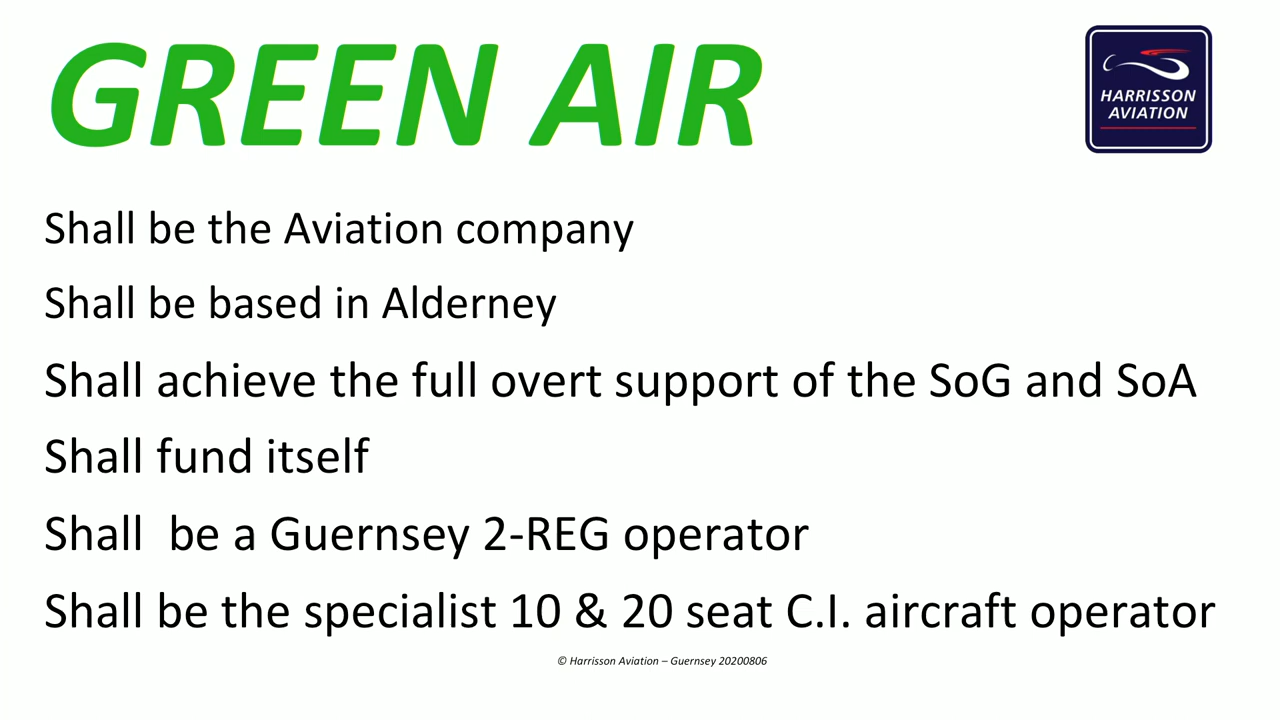 GREEN AIR
HARRISSON
AVIATION
Shall be the Aviation company
Shall be based in Alderney
Shall achieve the full overt support of the SoG and SoA
Shall fund itself
Shall  be a Guernsey 2-REG operator
Shall be the specialist 10 & 20 seat C.I. aircraft operator
© Harrisson Aviation – Guernsey 20200806